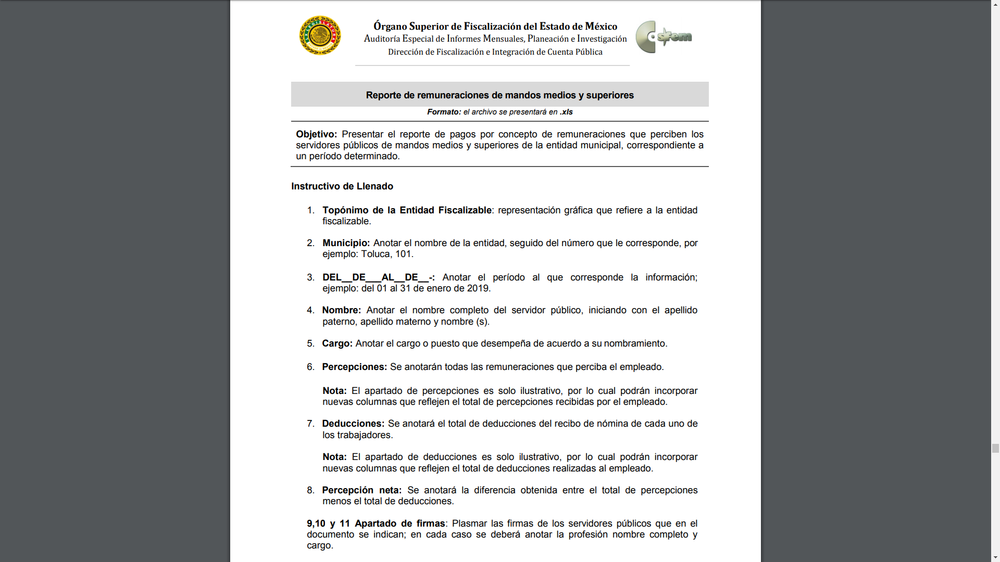 Órgano Superior de Fiscalización del Estado de México
Auditoría Especial de Informes Mensuales, Planeación e Investigación
Dirección de Fiscalización e Integración de Cuenta Pública
osfem
Reporte de remuneraciones de mandos medios y superiores
Formato: el archivo se presentará en .xls
Objetivo: Presentar el reporte de pagos por concepto de remuneraciones que perciben los
servidores públicos de mandos medios y superiores de la entidad municipal, correspondiente a
un período determinado.
Instructivo de Llenado
1. Topónimo de la Entidad Fiscalizable: representación gráfica que refiere a la entidad
fiscalizable.
2. Municipio: Anotar el nombre de la entidad, seguido del número que le corresponde, por
ejemplo: Toluca, 101.
3. DEL__DE___AL__DE__-: Anotar el período al que corresponde la información;
ejemplo: del 01 al 31 de enero de 2019.
4. Nombre: Anotar el nombre completo del servidor público, iniciando con el apellido
paterno, apellido materno y nombre (s).
5. Cargo: Anotar el cargo o puesto que desempeña de acuerdo a su nombramiento.
6. Percepciones: Se anotarán todas las remuneraciones que perciba el empleado.
Nota: El apartado de percepciones es solo ilustrativo, por lo cual podrán incorporar
nuevas columnas que reflejen el total de percepciones recibidas por el empleado.
7. Deducciones: Se anotará el total de deducciones del recibo de nómina de cada uno de
los trabajadores.
Nota: El apartado de deducciones es solo ilustrativo, por lo cual podrán incorporar
nuevas columnas que reflejen el total de deducciones realizadas al empleado.
8. Percepción neta: Se anotará la diferencia obtenida entre el total de percepciones
menos el total de deducciones.
9,10 y 11 Apartado de firmas: Plasmar las firmas de los servidores públicos que en el
documento se indican; en cada caso se deberá anotar la profesión nombre completo y
cargo.